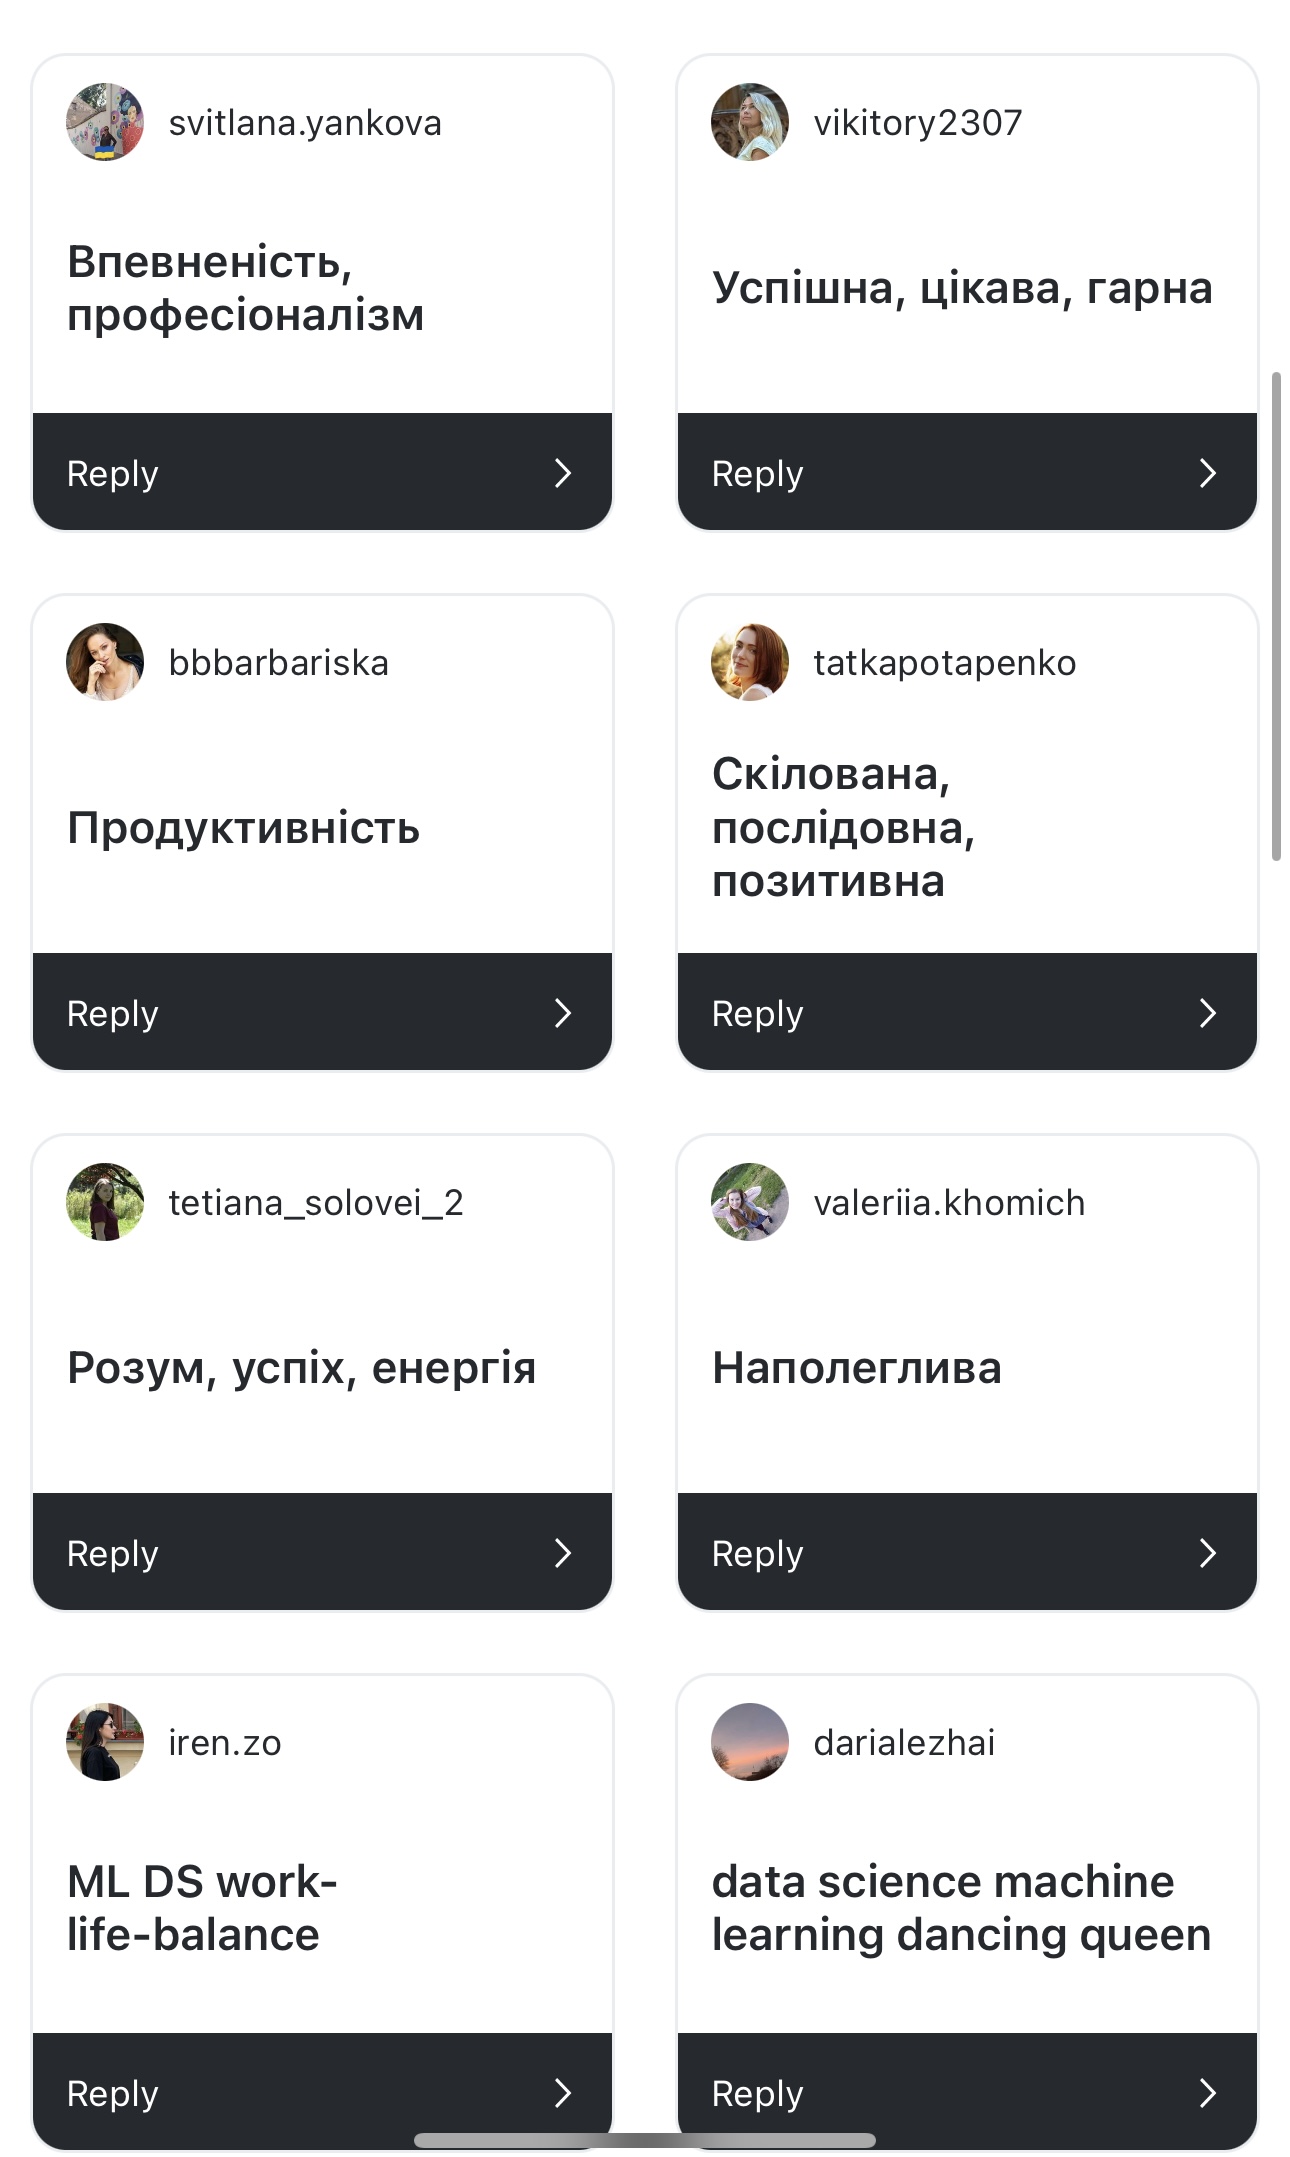 svitlana.yankova
Впевненість,
професіоналізм
Reply
vikitory2307
Успішна, цікава, гарна
Reply
bbbarbariska
Продуктивність
Reply
tatkapotapenko
Скілована,
послідовна,
позитивна
Reply
tetiana_solovei_2
Розум, успіх, енергія
Reply
valeriia.khomich
Наполеглива
Reply
iren.zo
ML DS work-
life-balance
Reply
darialezhai
data science machine
learning dancing queen
Reply